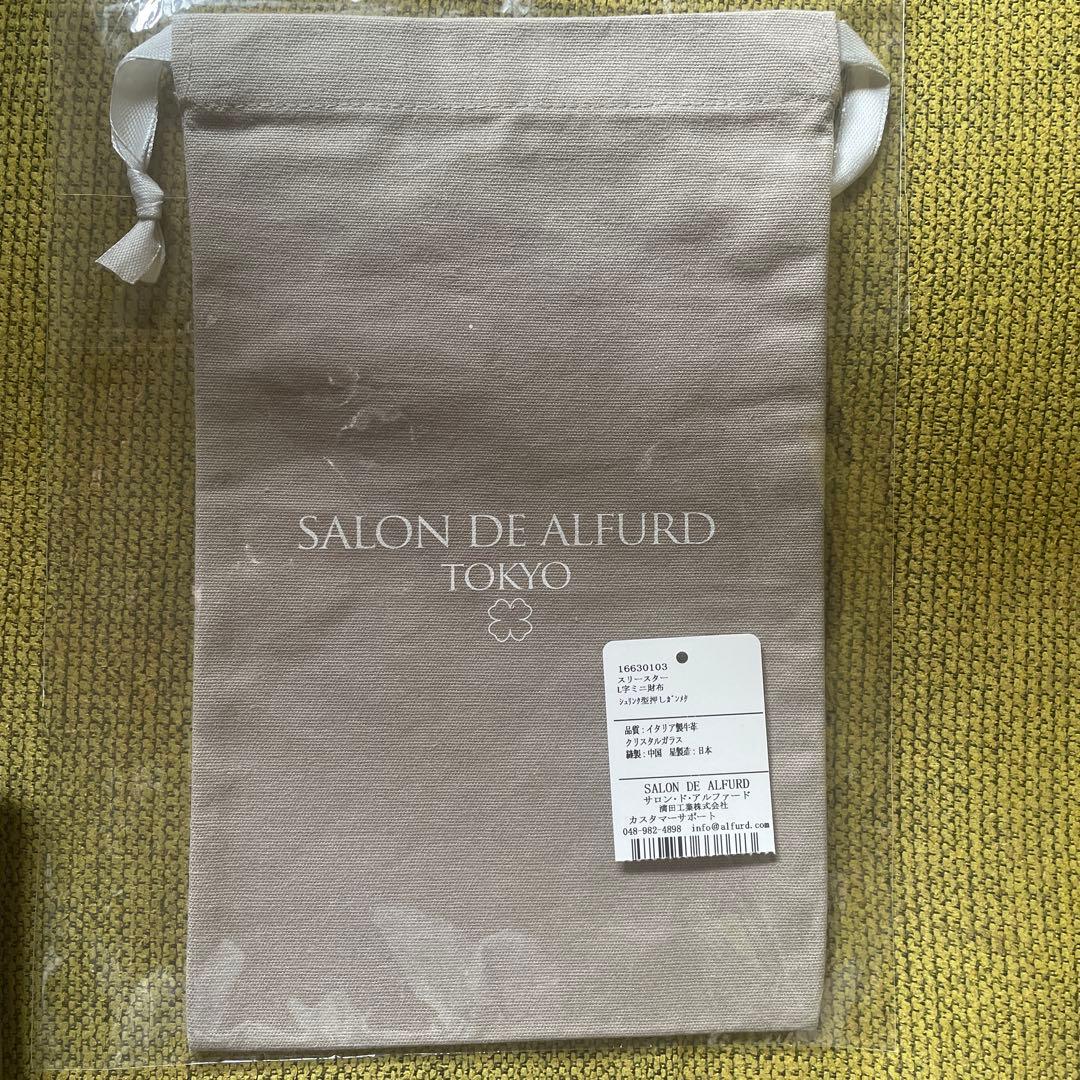 SALON DE ALFURD
TOKYO
16630103
スリースター
L字ミニ財布
ｼｭﾘﾝｸ型押しｶﾞﾝﾒﾀ
品質：イタリア製牛革
クリスタルガラス
縫製：中国　星製造：日本
SALON DE ALFURD
サロン・ド・アルファード
清田工業株式会社
カスタマーサポート
048-982-4898 info@alfurd.com